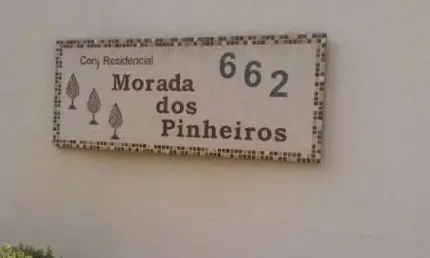 Conj Residencial
662
Morada
dos
Pinheiros